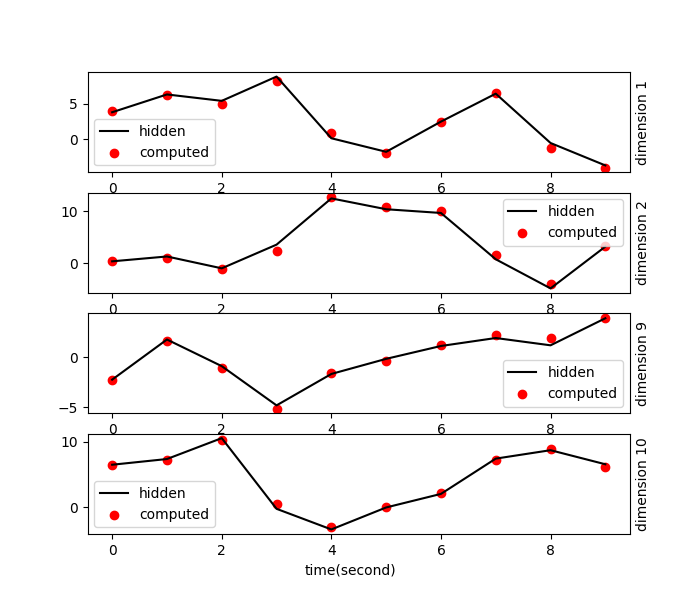 5
0
hidden
computed
dimension 1
0 2 4 6 8
10
0
hidden
computed
dimension 2
0 2 4 6 8
0
−5
hidden
computed
dimension 9
0 2 4 6 8
10
0
hidden
computed
dimension 10
0 2 4 6 8
time(second)